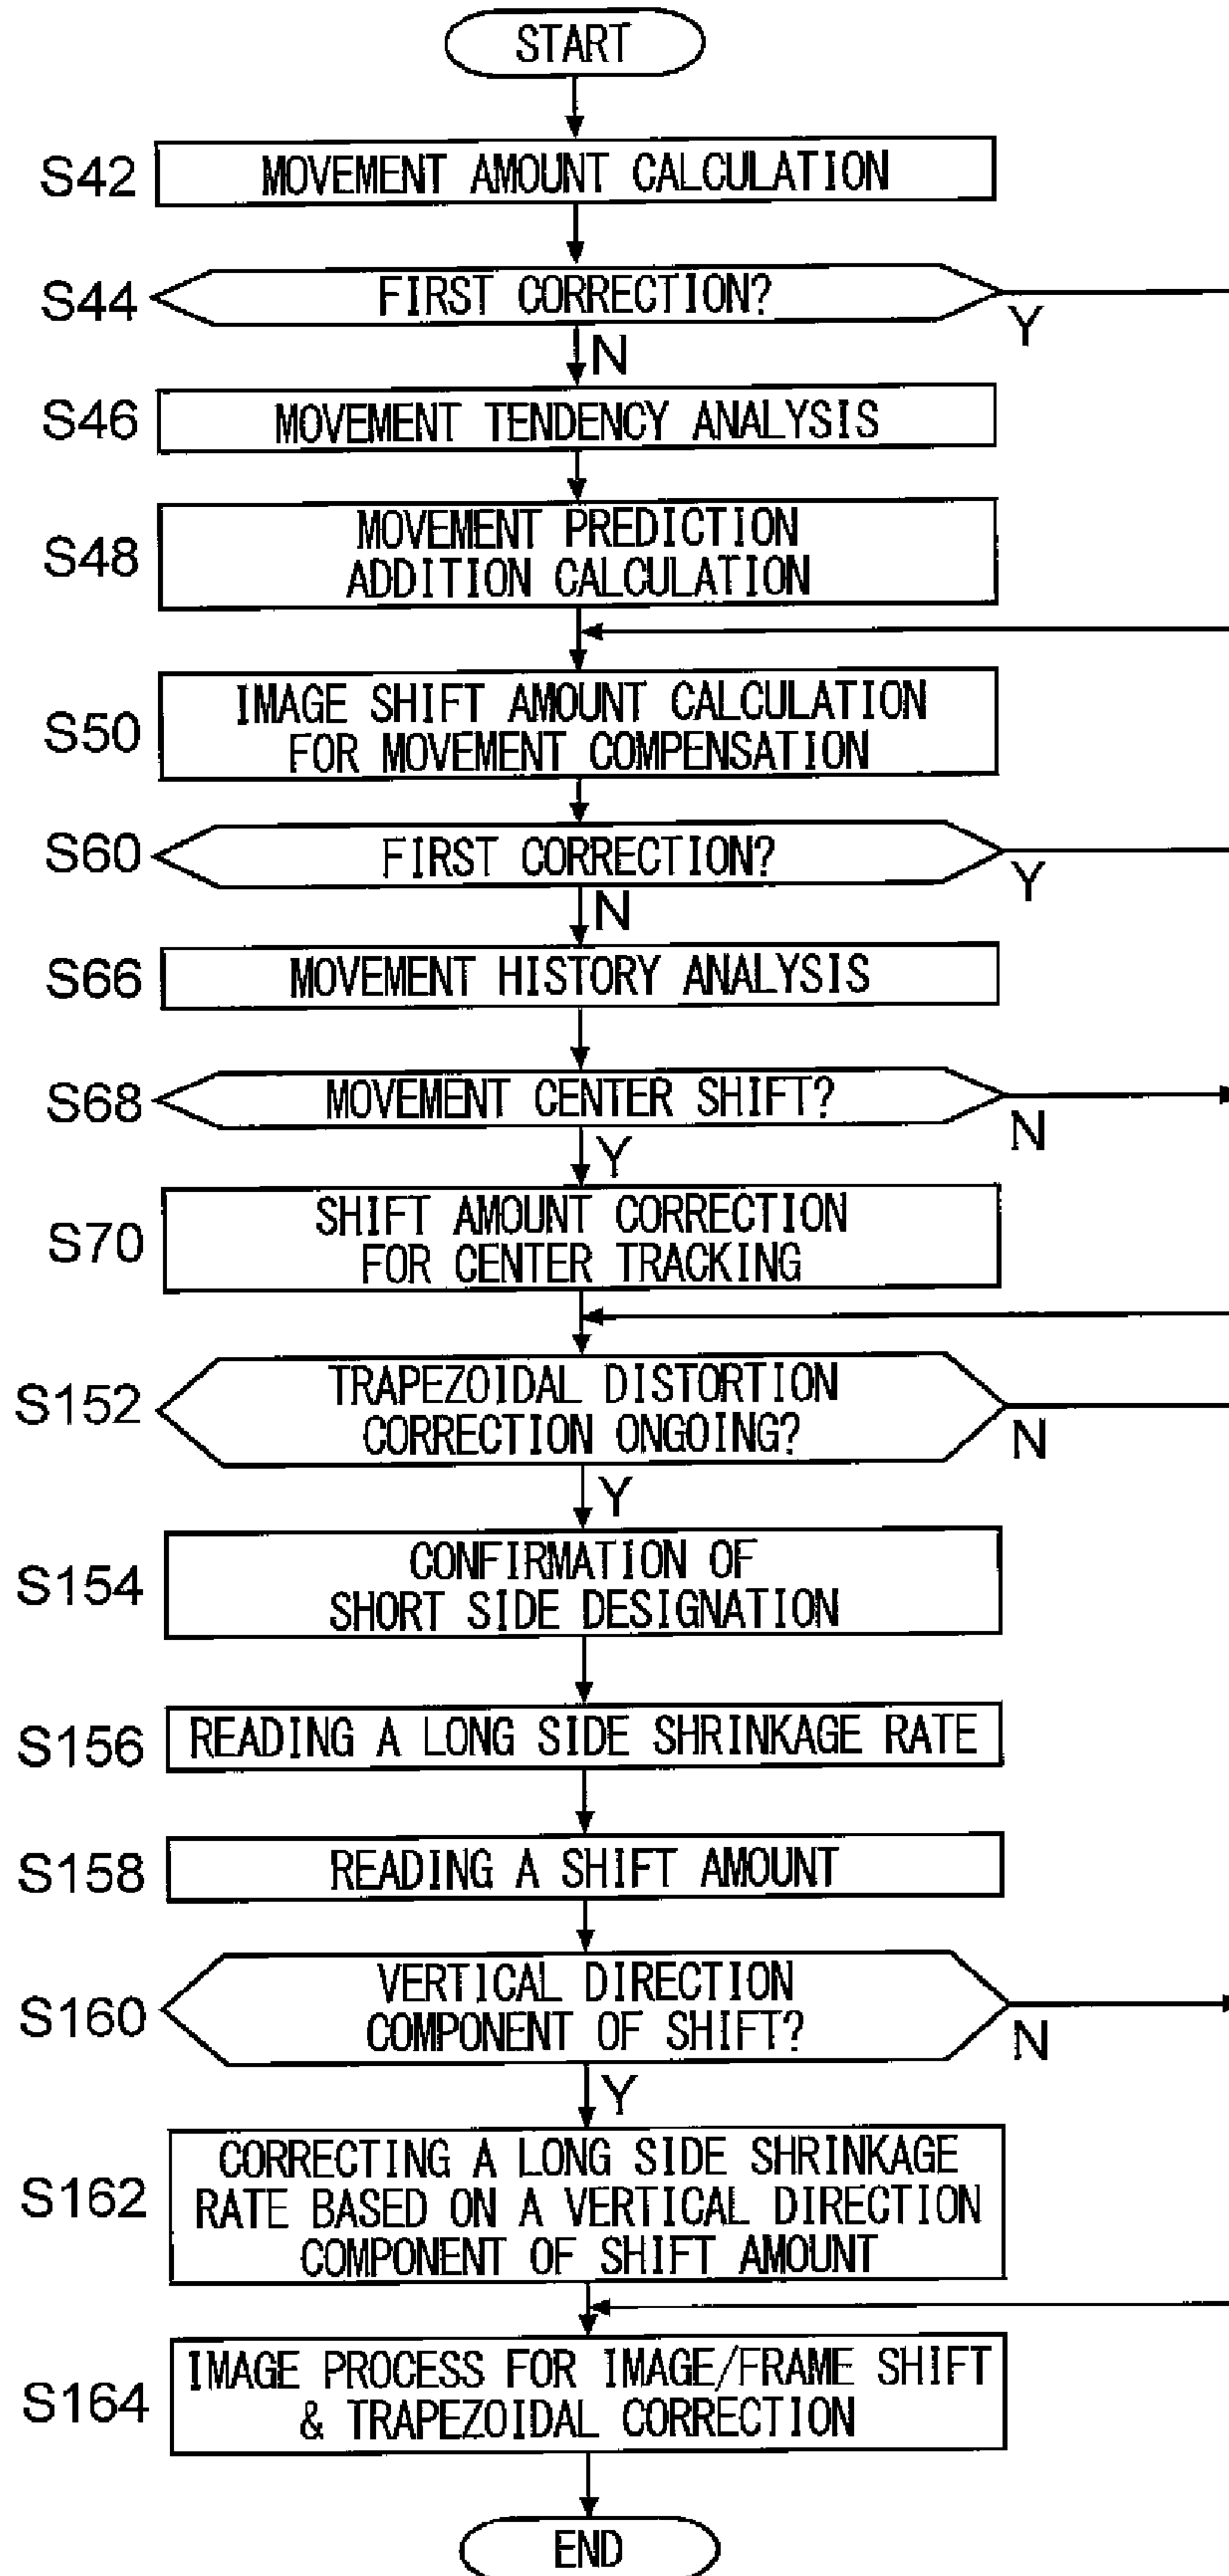 START
S42 MOVEMENT AMOUNT CALCULATION
S44 FIRST CORRECTION?
Y
N
S46 MOVEMENT TENDENCY ANALYSIS
S48 MOVEMENT PREDICTION
ADDITION CALCULATION
S50 IMAGE SHIFT AMOUNT CALCULATION
FOR MOVEMENT COMPENSATION
S60 FIRST CORRECTION?
Y
N
S66 MOVEMENT HISTORY ANALYSIS
S68 MOVEMENT CENTER SHIFT?
N
Y
S70 SHIFT AMOUNT CORRECTION
FOR CENTER TRACKING
S152 TRAPEZOIDAL DISTORTION
CORRECTION ONGOING?
N
Y
S154 CONFIRMATION OF
SHORT SIDE DESIGNATION
S156 READING A LONG SIDE SHRINKAGE RATE
S158 READING A SHIFT AMOUNT
S160 VERTICAL DIRECTION
COMPONENT OF SHIFT?
N
Y
S162 CORRECTING A LONG SIDE SHRINKAGE
RATE BASED ON A VERTICAL DIRECTION
COMPONENT OF SHIFT AMOUNT
S164 IMAGE PROCESS FOR IMAGE/FRAME SHIFT
& TRAPEZOIDAL CORRECTION
END